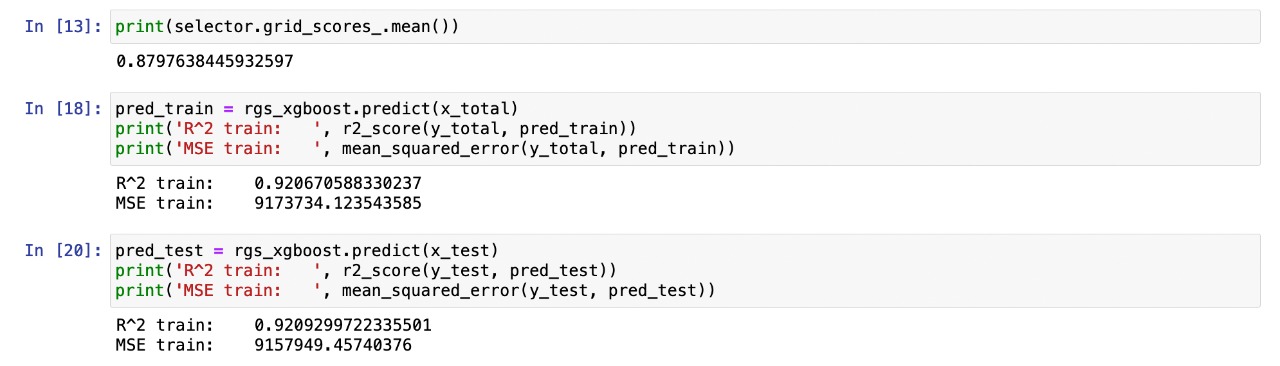 In [13]: print(selector.grid_scores_.mean())
0.8797638445932597
In [18]: pred_train = rgs_xgboost.predict(x_total)
print('R^2 train:   ', r2_score(y_total, pred_train))
print('MSE train:   ', mean_squared_error(y_total, pred_train))
R^2 train:    0.920670588330237
MSE train:    9173734.123543585
In [20]: pred_test = rgs_xgboost.predict(x_test)
print('R^2 train:   ', r2_score(y_test, pred_test))
print('MSE train:   ', mean_squared_error(y_test, pred_test))
R^2 train:    0.9209299722335501
MSE train:    9157949.45740376